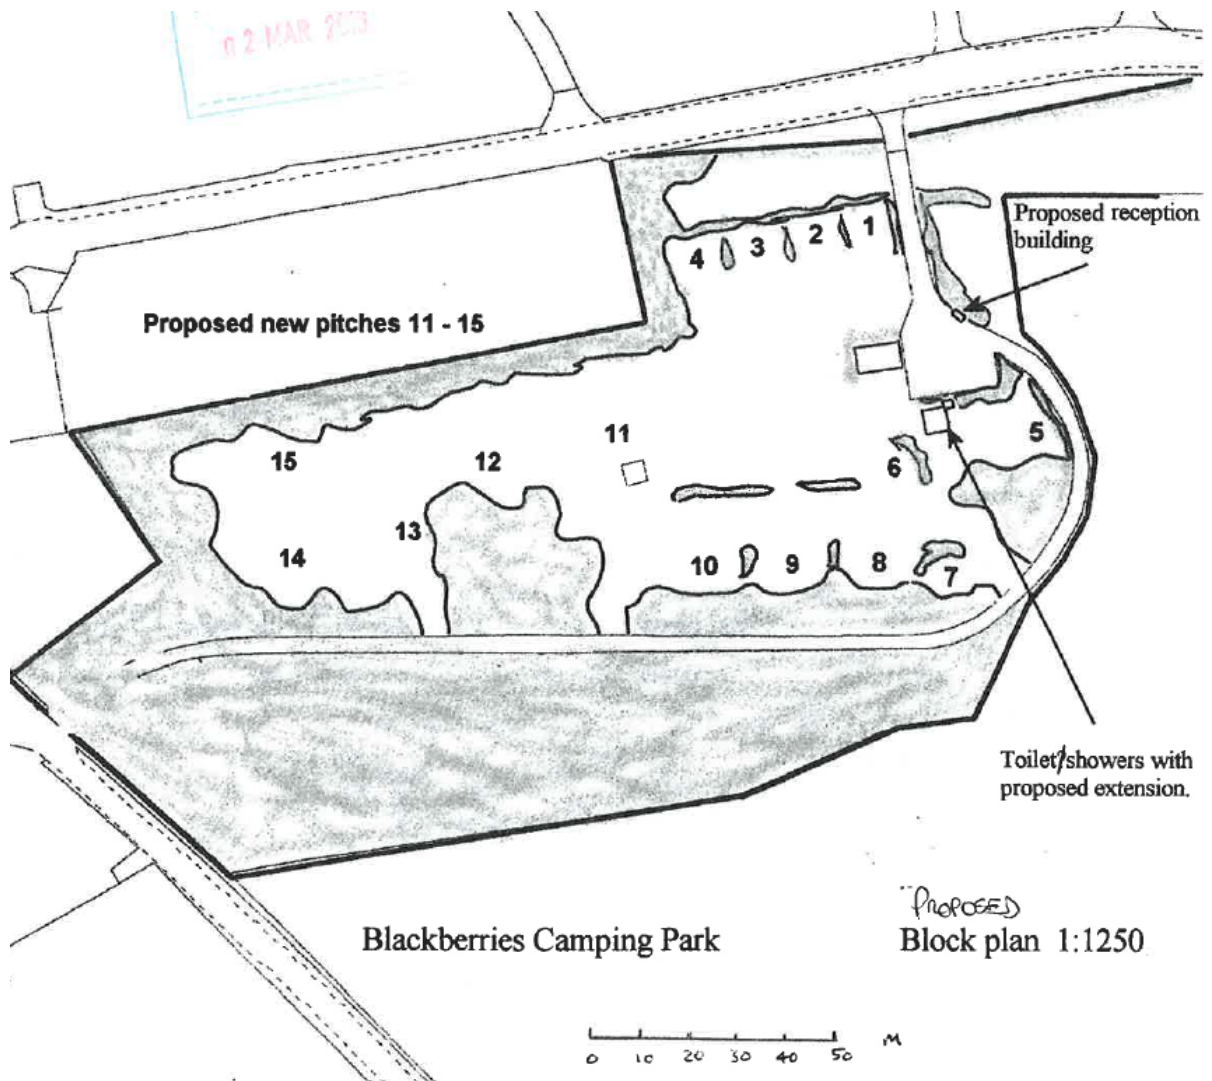 2 MAR
Proposed reception
building
4
3
2
1
Proposed new pitches 11 - 15
11
12
15
5
6
13
14
10
9
8
7
Toilet/showers with
proposed extension.
PROPOSED
Blackberries Camping Park
Block plan 1:1250
0 10 20 30 40 50 M